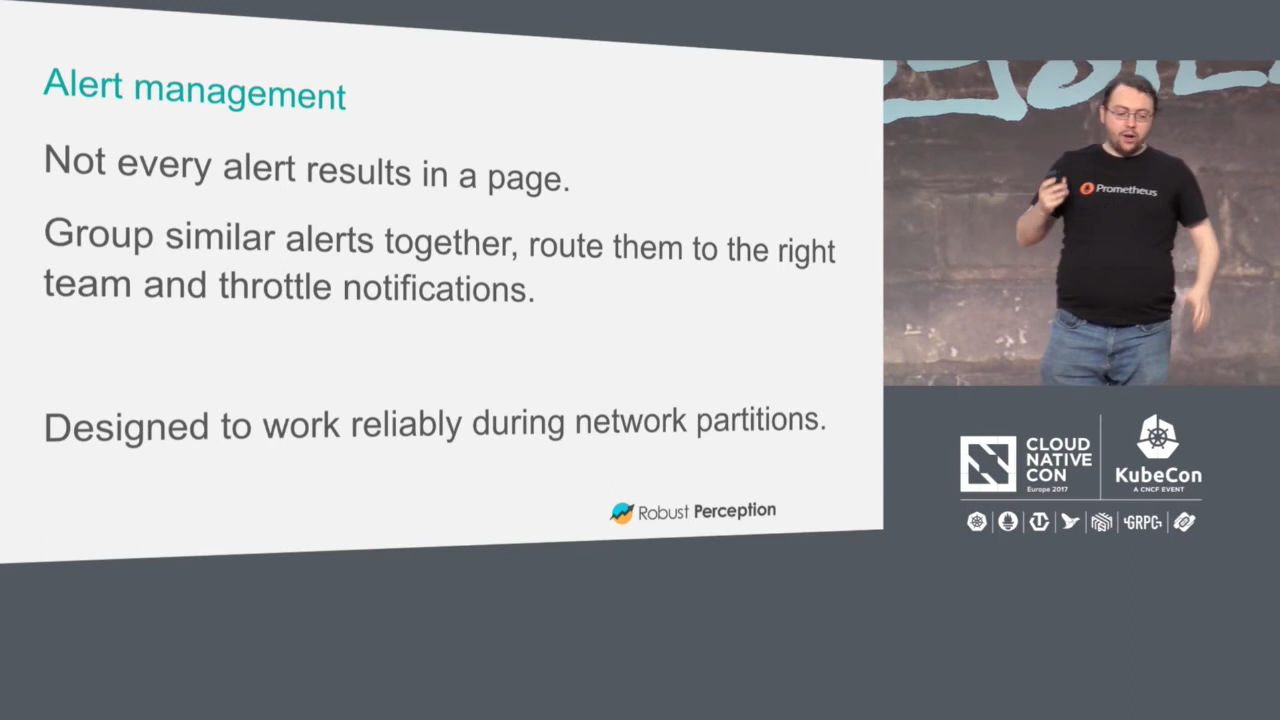 Alert management
Not every alert results in a page.
Group similar alerts together, route them to the right
team and throttle notifications.
Designed to work reliably during network partitions.
Robust Perception
Prometheus
CLOUD
NATIVE
CON
Europe 2017
KubeCon
A CNCF EVENT
GRPC